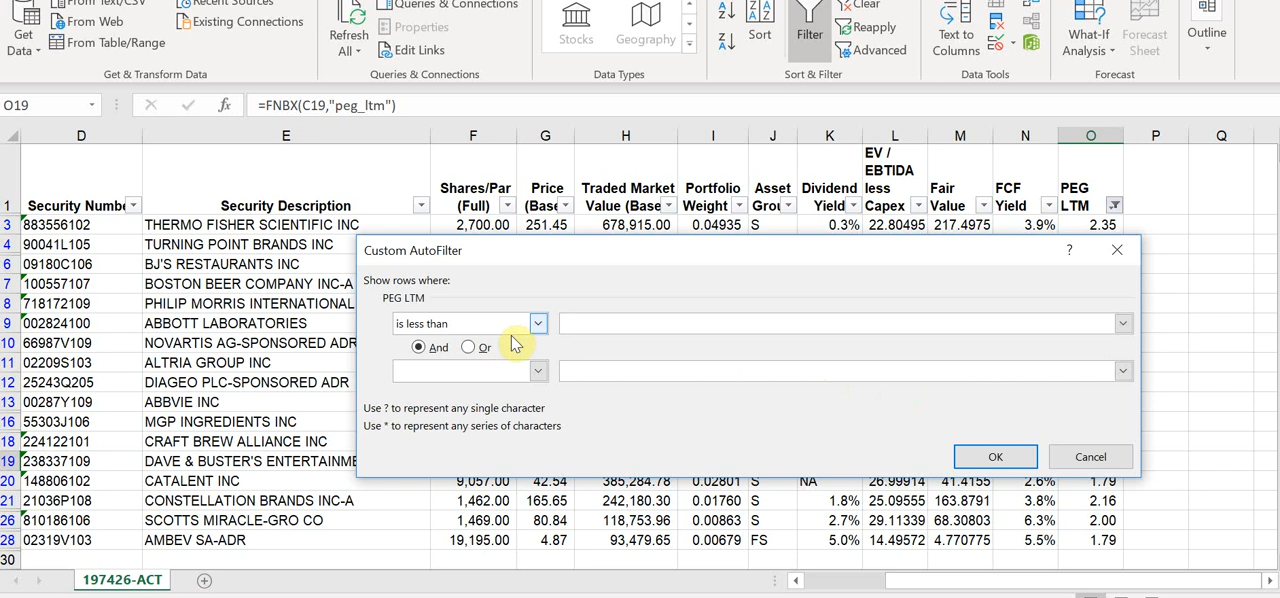 From Text/CSV
Recent Sources
Queries & Connections
Clear
Get
Data
From Web
Existing Connections
Refresh
All
Properties
Stocks
Geography
Sort
Filter
Reapply
Text to
Columns
What-If
Analysis
Forecast
Sheet
Outline
From Table/Range
Edit Links
Advanced
Get & Transform Data
Queries & Connections
Data Types
Sort & Filter
Data Tools
Forecast
O19
fx
=FNBX(C19,"peg_ltm")
D E F G H I J K L M N O P Q
1 Security Numbe Security Description Shares/Par (Full) Price (Base Traded Market Value (Base Portfolio Weight Asset Grou Dividend Yield EV / EBTIDA less Capex Fair Value FCF Yield PEG LTM
3 883556102 THERMO FISHER SCIENTIFIC INC 2,700.00 251.45 678,915.00 0.04935 S 0.3% 22.80495 217.4975 3.9% 2.35
4 90041L105 TURNING POINT BRANDS INC
6 09180C106 BJ'S RESTAURANTS INC
7 100557107 BOSTON BEER COMPANY INC-A
8 718172109 PHILIP MORRIS INTERNATIONAL
9 002824100 ABBOTT LABORATORIES
10 66987V109 NOVARTIS AG-SPONSORED ADR
11 02209S103 ALTRIA GROUP INC
12 25243Q205 DIAGEO PLC-SPONSORED ADR
13 00287Y109 ABBVIE INC
16 55303J106 MGP INGREDIENTS INC
18 224122101 CRAFT BREW ALLIANCE INC
19 238337109 DAVE & BUSTER'S ENTERTAINME
20 148806102 CATALENT INC 9,057.00 42.54 385,284.78 0.02801 S NA 26.99914 41.4155 2.6% 1.79
21 21036P108 CONSTELLATION BRANDS INC-A 1,462.00 165.65 242,180.30 0.01760 S 1.8% 25.09555 163.8791 3.8% 2.16
26 810186106 SCOTTS MIRACLE-GRO CO 1,469.00 80.84 118,753.96 0.00863 S 2.7% 29.11339 68.30803 6.3% 2.00
28 02319V103 AMBEV SA-ADR 19,195.00 4.87 93,479.65 0.00679 FS 5.0% 14.49572 4.770775 5.5% 1.79
30
Custom AutoFilter
?
Show rows where:
PEG LTM
is less than
And Or
Use ? to represent any single character
Use * to represent any series of characters
OK Cancel
197426-ACT